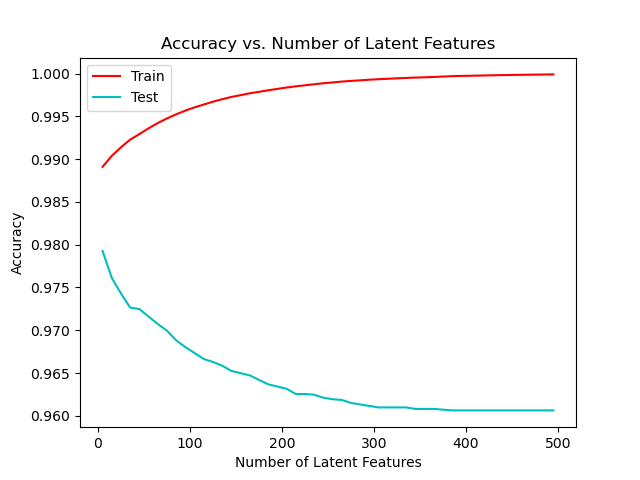 Accuracy vs. Number of Latent Features
Train
Test
1.000
0.995
0.990
0.985
0.980
0.975
0.970
0.965
0.960
Accuracy
0 100 200 300 400 500
Number of Latent Features